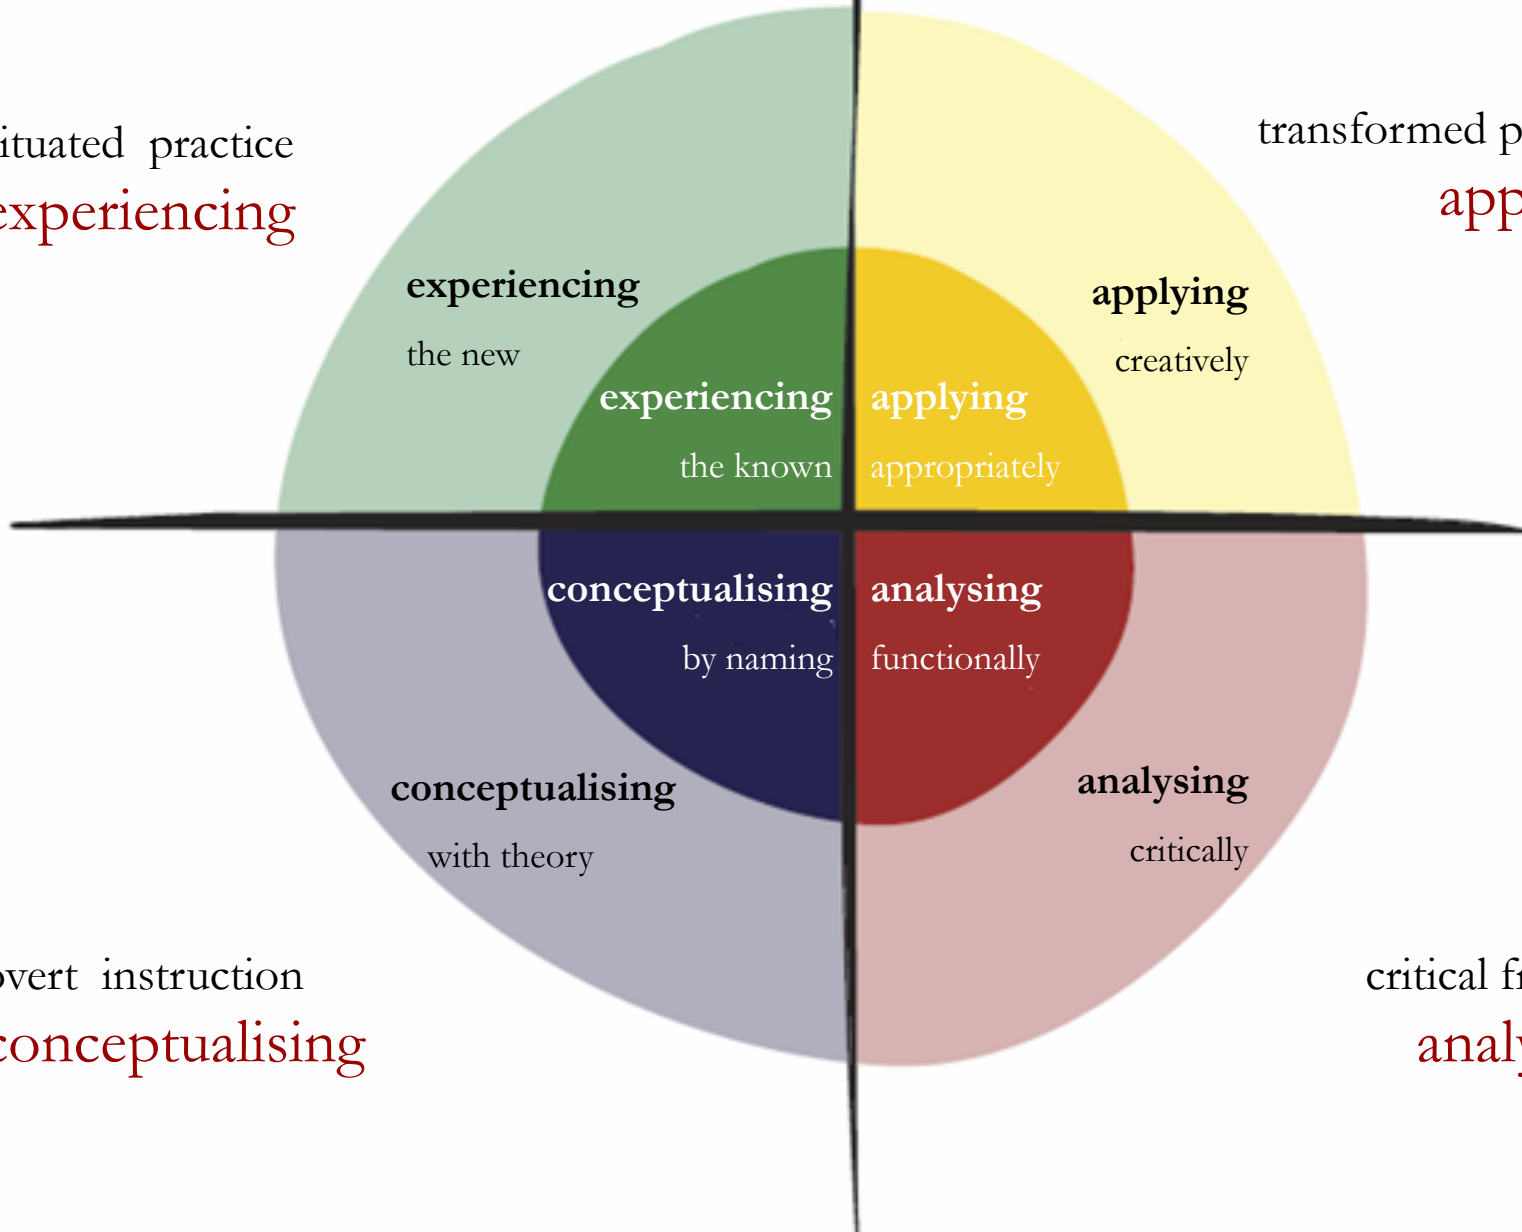 ituated practice
experiencing
transformed p
app
experiencing
the new
applying
creatively
experiencing
the known
applying
appropriately
conceptualising
by naming
analysing
functionally
conceptualising
with theory
analysing
critically
overt instruction
conceptualising
critical fr
analy